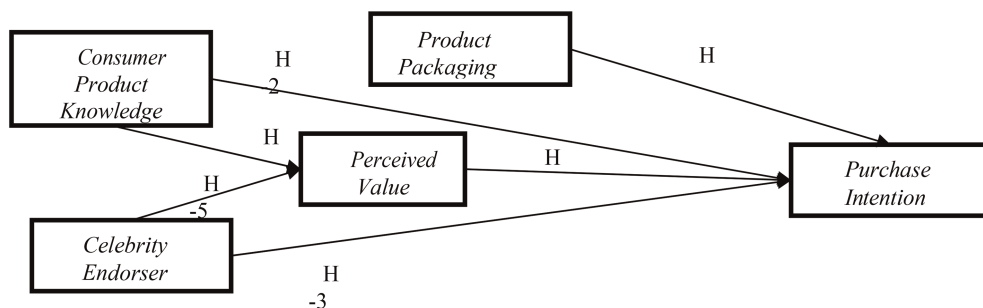 Consumer
Product
Knowledge
H
-2
Product
Packaging
H
H
Perceived
Value
H
Purchase
Intention
H
-5
Celebrity
Endorser
H
-3